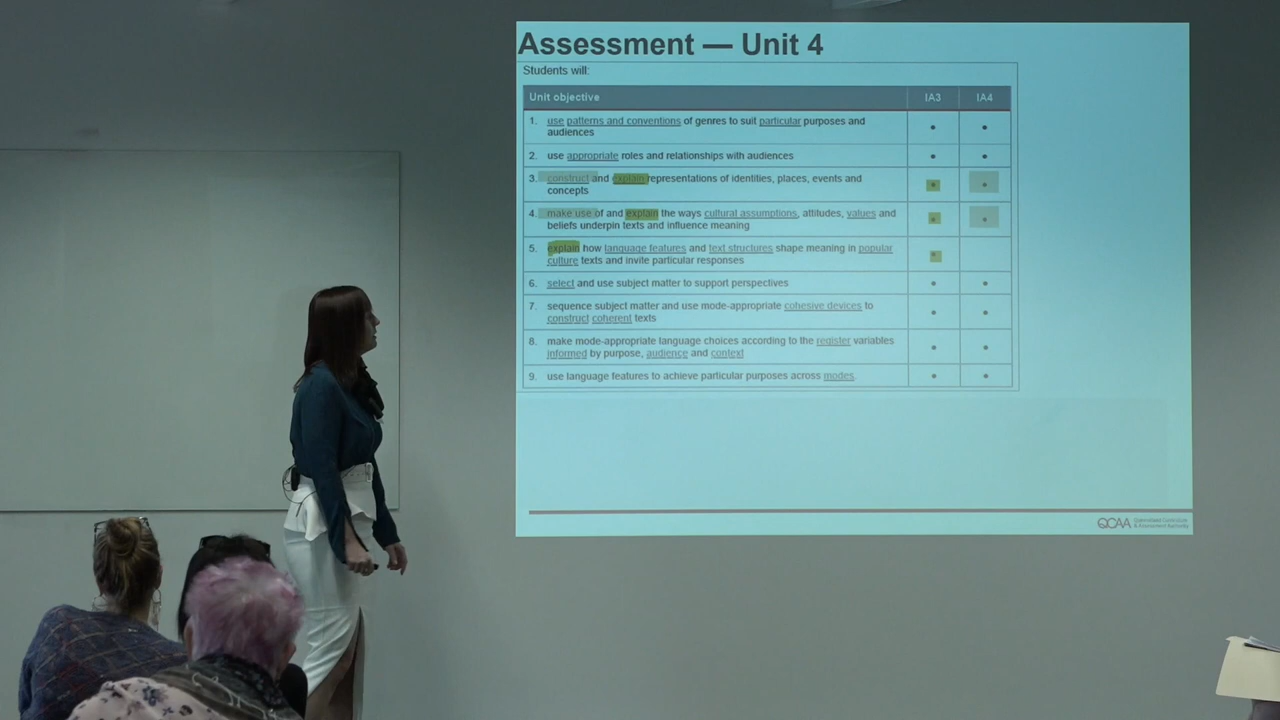 Assessment — Unit 4
Students will:
Unit objective IA3 IA4
1. use patterns and conventions of genres to suit particular purposes and
audiences • •
2. use appropriate roles and relationships with audiences • •
3. construct and explain representations of identities, places, events and
concepts • •
4. make use of and explain the ways cultural assumptions, attitudes, values and
beliefs underpin texts and influence meaning • •
5. explain how language features and text structures shape meaning in popular
culture texts and invite particular responses •
6. select and use subject matter to support perspectives • •
7. sequence subject matter and use mode-appropriate cohesive devices to
construct coherent texts • •
8. make mode-appropriate language choices according to the register variables
informed by purpose, audience and context • •
9. use language features to achieve particular purposes across modes. • •
QCAA Queensland Curriculum
& Assessment Authority